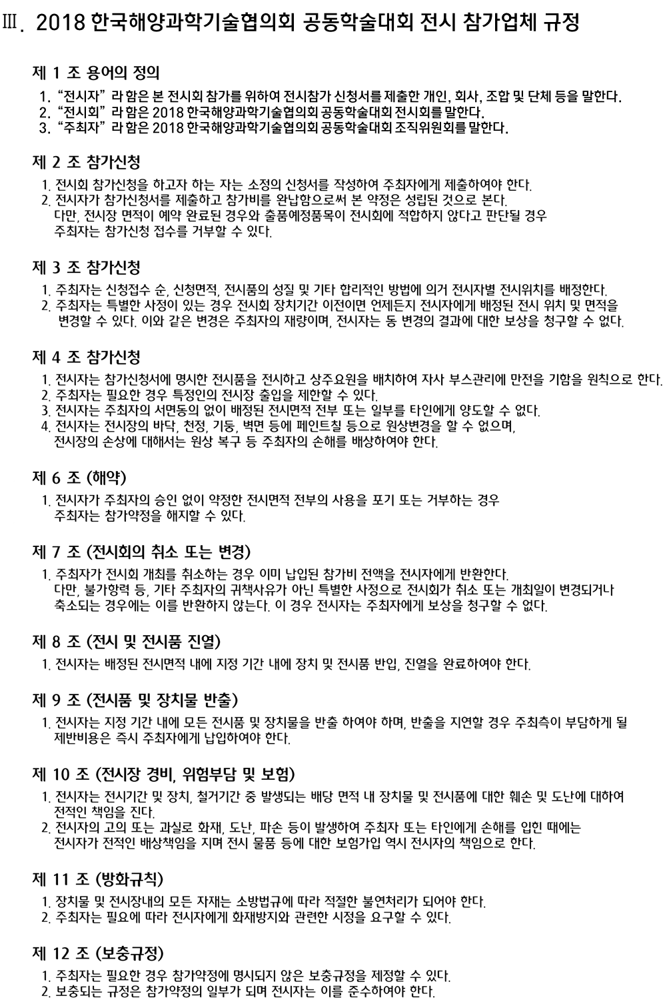 Ⅲ. 2018 한국해양과학기술협의회 공동학술대회 전시 참가업체 규정
제 1 조 용어의 정의
1. “전시자” 라 함은 본 전시회 참가를 위하여 전시참가 신청서를 제출한 개인, 회사, 조합 및 단체 등을 말한다.
2. “전시회” 라 함은 2018 한국해양과학기술협의회 공동학술대회 전시회를 말한다.
3. “주최자” 라 함은 2018 한국해양과학기술협의회 공동학술대회 조직위원회를 말한다.
제 2 조 참가신청
1. 전시회 참가신청을 하고자 하는 자는 소정의 신청서를 작성하여 주최자에게 제출하여야 한다.
2. 전시자가 참가신청서를 제출하고 참가비를 완납함으로써 본 약정은 성립된 것으로 본다.
다만, 전시장 면적이 예약 완료된 경우와 출품예정품목이 전시회에 적합하지 않다고 판단될 경우
주최자는 참가신청 접수를 거부할 수 있다.
제 3 조 참가신청
1. 주최자는 신청접수 순, 신청면적, 전시품의 성질 및 기타 합리적인 방법에 의거 전시자별 전시위치를 배정한다.
2. 주최자는 특별한 사정이 있는 경우 전시회 장치기간 이전이면 언제든지 전시자에게 배정된 전시 위치 및 면적을
변경할 수 있다. 이와 같은 변경은 주최자의 재량이며, 전시자는 동 변경의 결과에 대한 보상을 청구할 수 없다.
제 4 조 참가신청
1. 전시자는 참가신청서에 명시한 전시품을 전시하고 상주요원을 배치하여 자사 부스관리에 만전을 기함을 원칙으로 한다.
2. 주최자는 필요한 경우 특정인의 전시장 출입을 제한할 수 있다.
3. 전시자는 주최자의 서면동의 없이 배정된 전시면적 전부 또는 일부를 타인에게 양도할 수 없다.
4. 전시자는 전시장의 바닥, 천정, 기둥, 벽면 등에 페인트칠 등으로 원상변경을 할 수 없으며,
전시장의 손상에 대해서는 원상 복구 등 주최자의 손해를 배상하여야 한다.
제 6 조 (해약)
1. 전시자가 주최자의 승인 없이 약정한 전시면적 전부의 사용을 포기 또는 거부하는 경우
주최자는 참가약정을 해지할 수 있다.
제 7 조 (전시회의 취소 또는 변경)
1. 주최자가 전시회 개최를 취소하는 경우 이미 납입된 참가비 전액을 전시자에게 반환한다.
다만, 불가항력 등, 기타 주최자의 귀책사유가 아닌 특별한 사정으로 전시회가 취소 또는 개최일이 변경되거나
축소되는 경우에는 이를 반환하지 않는다. 이 경우 전시자는 주최자에게 보상을 청구할 수 없다.
제 8 조 (전시 및 전시품 진열)
1. 전시자는 배정된 전시면적 내에 지정 기간 내에 장치 및 전시품 반입, 진열을 완료하여야 한다.
제 9 조 (전시품 및 장치물 반출)
1. 전시자는 지정 기간 내에 모든 전시품 및 장치물을 반출 하여야 하며, 반출을 지연할 경우 주최측이 부담하게 될
제반비용은 즉시 주최자에게 납입하여야 한다.
제 10 조 (전시장 경비, 위험부담 및 보험)
1. 전시자는 전시기간 및 장치, 철거기간 중 발생되는 배당 면적 내 장치물 및 전시품에 대한 훼손 및 도난에 대하여
전적인 책임을 진다.
2. 전시자의 고의 또는 과실로 화재, 도난, 파손 등이 발생하여 주최자 또는 타인에게 손해를 입힌 때에는
전시자가 전적인 배상책임을 지며 전시 물품 등에 대한 보험가입 역시 전시자의 책임으로 한다.
제 11 조 (방화규칙)
1. 장치물 및 전시장내의 모든 자재는 소방법규에 따라 적절한 불연처리가 되어야 한다.
2. 주최자는 필요에 따라 전시자에게 화재방지와 관련한 시정을 요구할 수 있다.
제 12 조 (보충규정)
1. 주최자는 필요한 경우 참가약정에 명시되지 않은 보충규정을 제정할 수 있다.
2. 보충되는 규정은 참가약정의 일부가 되며 전시자는 이를 준수하여야 한다.